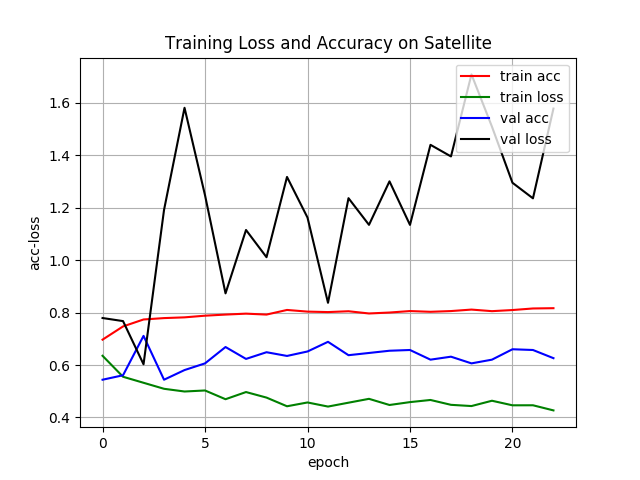 Training Loss and Accuracy on Satellite
train acc
train loss
val acc
val loss
1.6
1.4
1.2
1.0
0.8
0.6
0.4
acc-loss
0
5
10
15
20
epoch